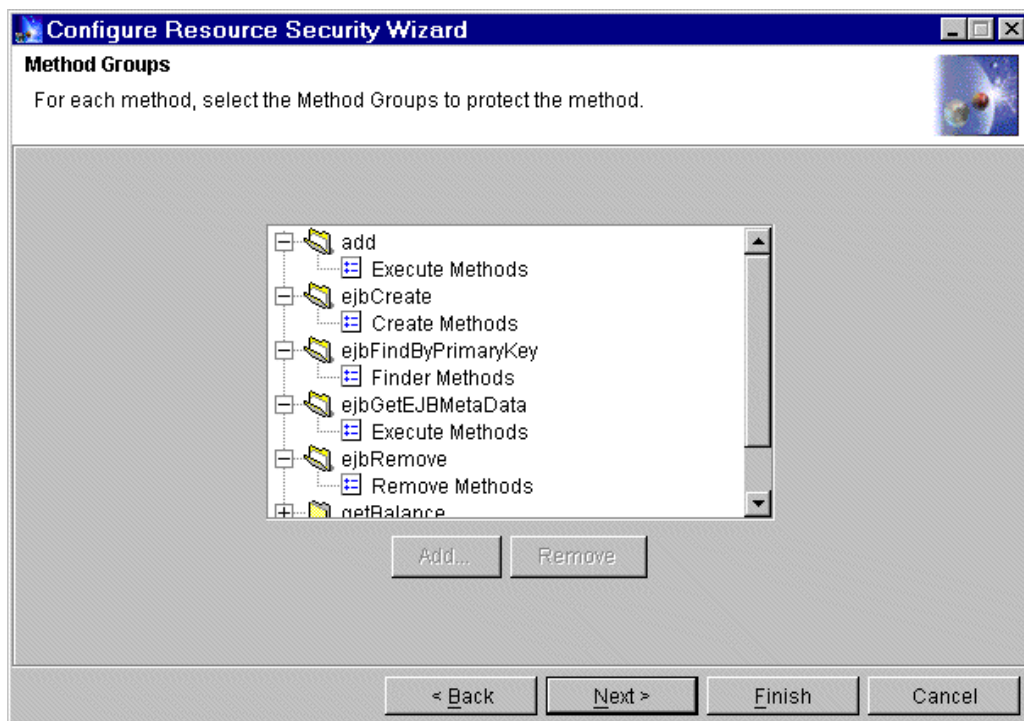 Configure Resource Security Wizard
Method Groups
For each method, select the Method Groups to protect the method.
add
Execute Methods
ejbCreate
Create Methods
ejbFindByPrimaryKey
Finder Methods
ejbGetEJBMetaData
Execute Methods
ejbRemove
Remove Methods
getBalance
Add... Remove
< Back Next > Finish Cancel